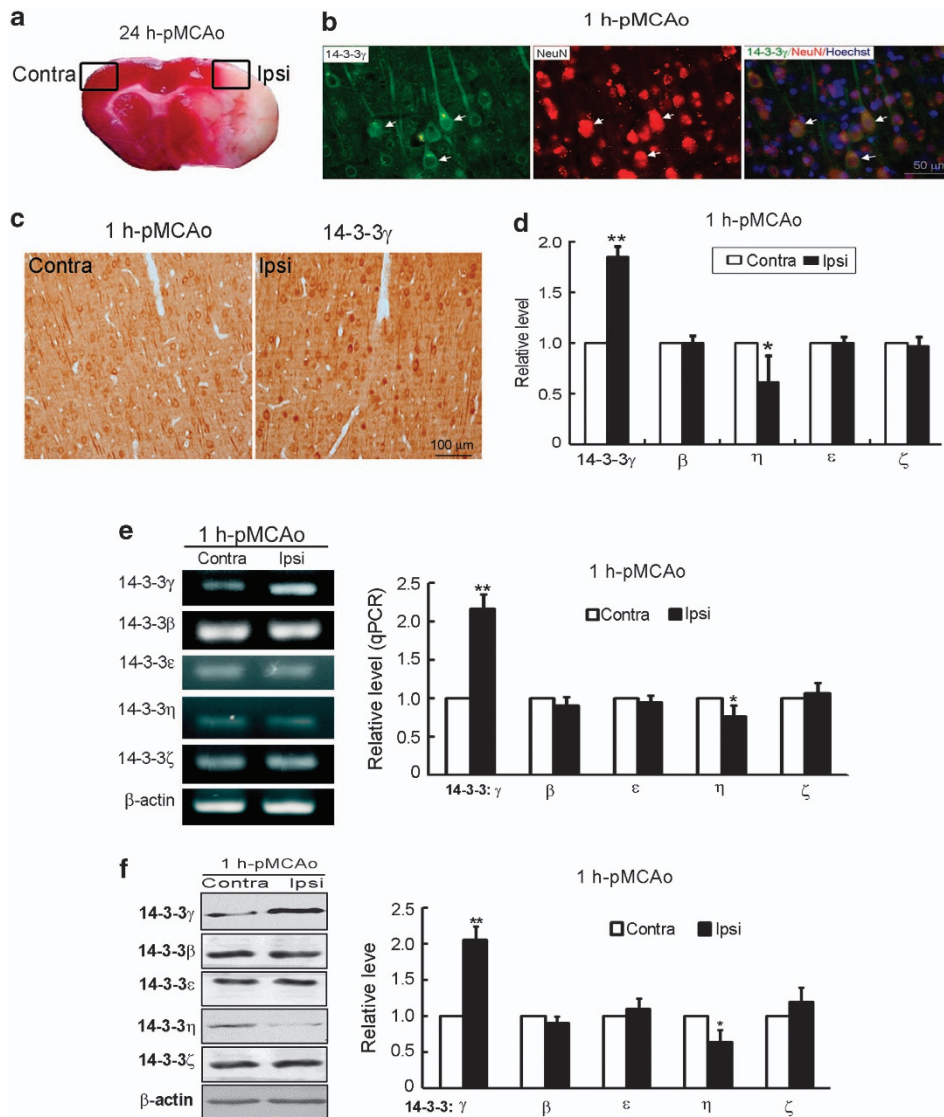 a
24 h-pMCAo
Contra
Ipsi
b
1 h-pMCAo
14-3-3γ
NeuN
14-3-3γ/NeuN/Hoechst
50 μm
c
1 h-pMCAo 14-3-3γ
Contra
Ipsi
100 μm
d
1 h-pMCAo
Contra Ipsi
Relative level
2.0
1.5
1.0
0.5
0
**
*
14-3-3γ β η ε ζ
e
1 h-pMCAo
Contra Ipsi
14-3-3γ
14-3-3β
14-3-3ε
14-3-3η
14-3-3ζ
β-actin
1 h-pMCAo
Contra Ipsi
Relative level (qPCR)
2.5
2.0
1.5
1.0
0.5
0
**
*
14-3-3: γ β ε η ζ
f
1 h-pMCAo
Contra Ipsi
14-3-3γ
14-3-3β
14-3-3ε
14-3-3η
14-3-3ζ
β-actin
1 h-pMCAo
Contra Ipsi
Relative leve
2.5
2.0
1.5
1.0
0.5
0
**
*
14-3-3: γ β ε η ζ